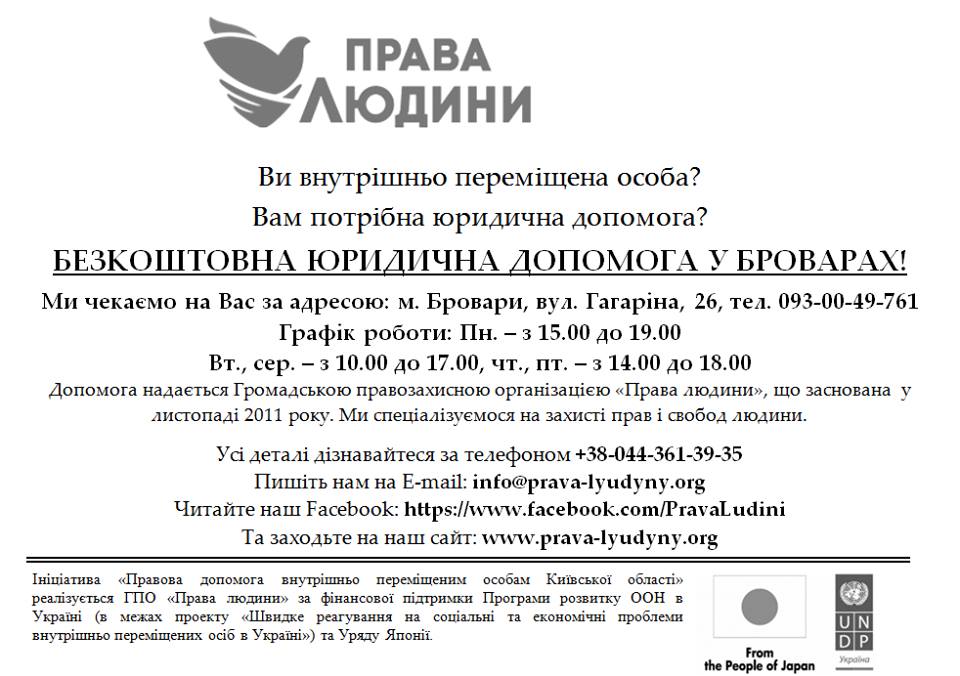 ПРАВА
ЛЮДИНИ
Ви внутрішньо переміщена особа?
Вам потрібна юридична допомога?
БЕЗКОШТОВНА ЮРИДИЧНА ДОПОМОГА У БРОВАРАХ!
Ми чекаємо на Вас за адресою: м. Бровари, вул. Гагаріна, 26, тел. 093-00-49-761
Графік роботи: Пн. – з 15.00 до 19.00
Вт., сер. – з 10.00 до 17.00, чт., пт. – з 14.00 до 18.00
Допомога надається Громадською правозахисною організацією «Права людини», що заснована у
листопаді 2011 року. Ми спеціалізуємося на захисті прав і свобод людини.
Усі деталі дізнавайтеся за телефоном +38-044-361-39-35
Пишіть нам на E-mail: info@prava-lyudyny.org
Читайте наш Facebook: https://www.facebook.com/PravaLudini
Та заходьте на наш сайт: www.prava-lyudyny.org
Ініціатива «Правова допомога внутрішньо переміщеним особам Київської області»
реалізується ГПО «Права людини» за фінансової підтримки Програми розвитку ООН в
Україні (в межах проекту «Швидке реагування на соціальні та економічні проблеми
внутрішньо переміщених осіб в Україні») та Уряду Японії.
From
the People of Japan
U N
D P
Україна